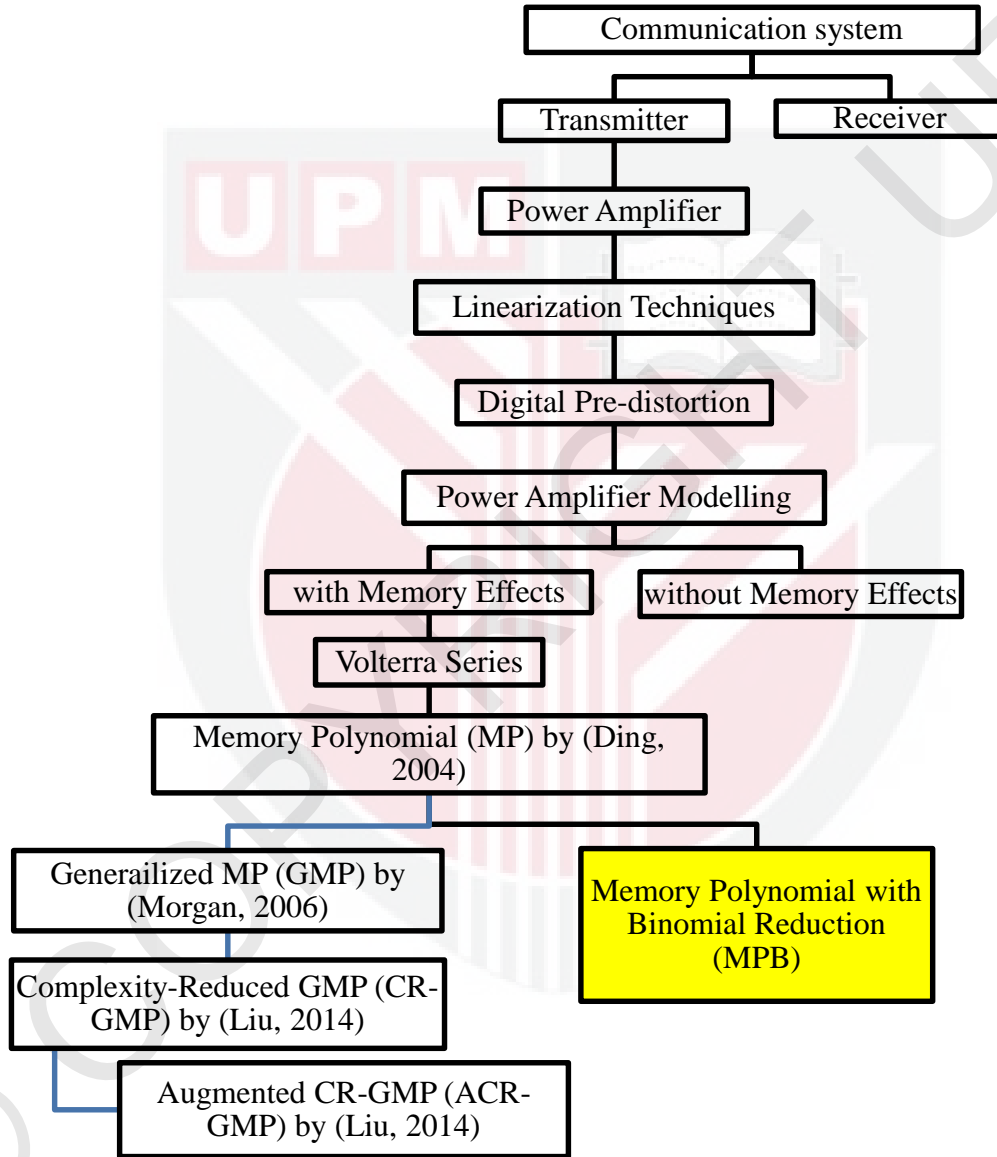 Communication system
Transmitter
Receiver
UPM
Power Amplifier
Linearization Techniques
Digital Pre-distortion
Power Amplifier Modelling
with Memory Effects
without Memory Effects
Volterra Series
Memory Polynomial (MP) by (Ding,
2004)
Generailized MP (GMP) by
(Morgan, 2006)
Memory Polynomial with
Binomial Reduction
(MPB)
Complexity-Reduced GMP (CR-
GMP) by (Liu, 2014)
Augmented CR-GMP (ACR-
GMP) by (Liu, 2014)
COPYRIGHT